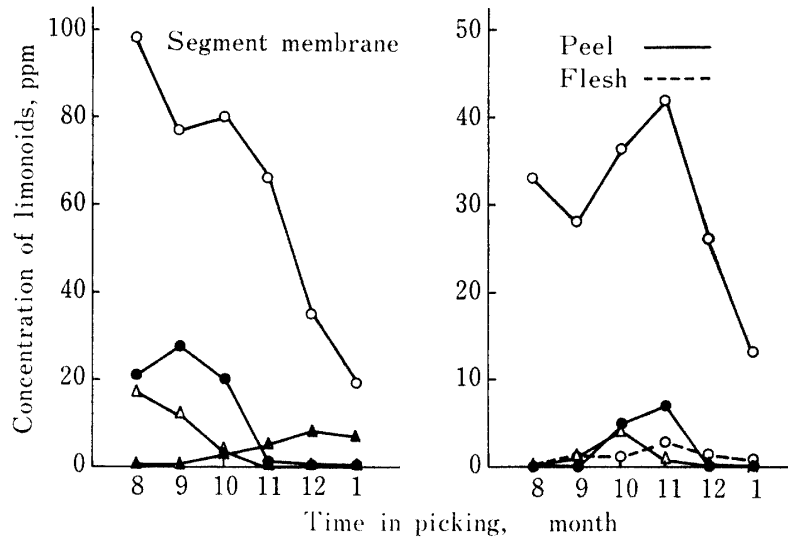 Concentration of limonoids, ppm
100
80
60
40
20
0
Segment membrane
8 9 10 11 12 1
50
40
30
20
10
0
Peel
Flesh
8 9 10 11 12 1
Time in picking, month